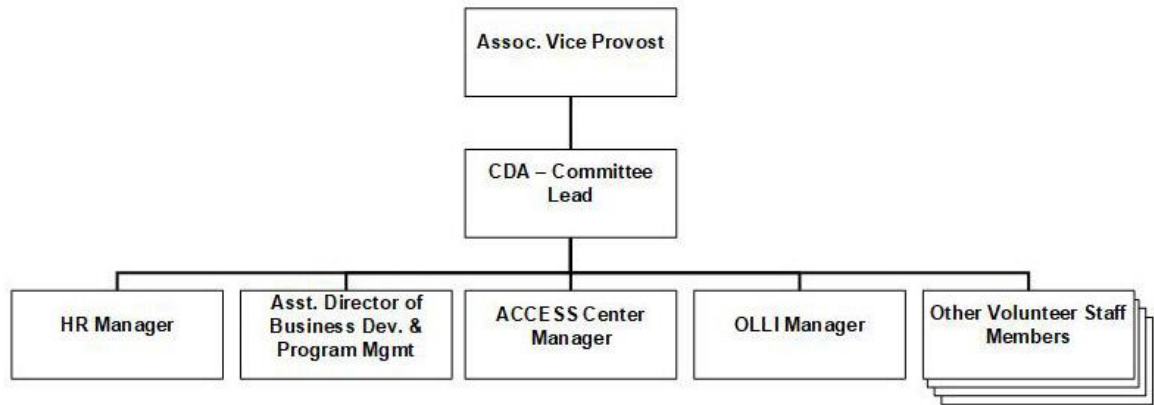 Assoc. Vice Provost
CDA – Committee
Lead
HR Manager
Asst. Director of
Business Dev. &
Program Mgmt
ACCESS Center
Manager
OLLI Manager
Other Volunteer Staff
Members